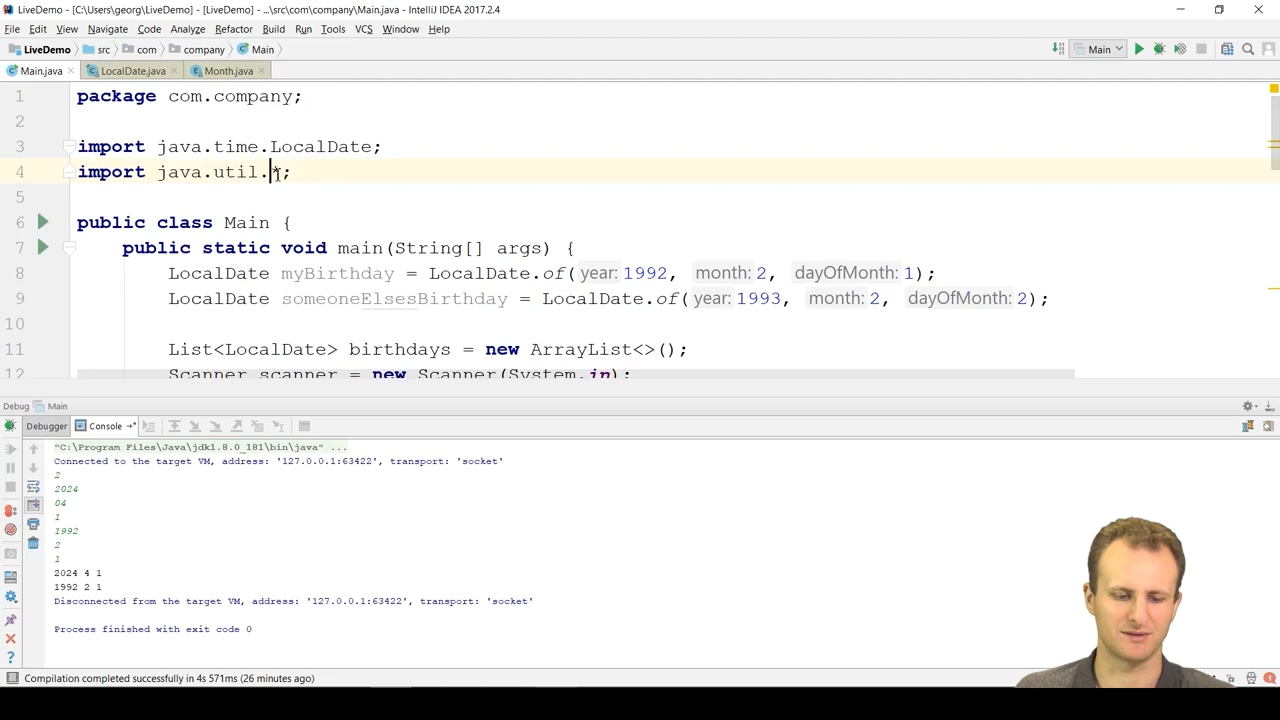 LiveDemo - [C:\Users\georg\LiveDemo] - [LiveDemo] - ...\src\com\company\Main.java - IntelliJ IDEA 2017.2.4
File Edit View Navigate Code Analyze Refactor Build Run Tools VCS Window Help
LiveDemo src com company Main Main
Main.java LocalDate.java Month.java
1 package com.company;
2
3 import java.time.LocalDate;
4 import java.util.*;
5
6 public class Main {
7 public static void main(String[] args) {
8 LocalDate myBirthday = LocalDate.of( year: 1992, month: 2, dayOfMonth: 1);
9 LocalDate someoneElsesBirthday = LocalDate.of( year: 1993, month: 2, dayOfMonth: 2);
10
11 List<LocalDate> birthdays = new ArrayList<>();
12 Scanner scanner = new Scanner(System.in);
Debug Main
Debugger Console
"C:\Program Files\Java\jdk1.8.0_181\bin\java" ...
Connected to the target VM, address: '127.0.0.1:63422', transport: 'socket'
2
2024
04
1
1992
2
1
2024 4 1
1992 2 1
Disconnected from the target VM, address: '127.0.0.1:63422', transport: 'socket'
Process finished with exit code 0
Compilation completed successfully in 4s 571ms (26 minutes ago)